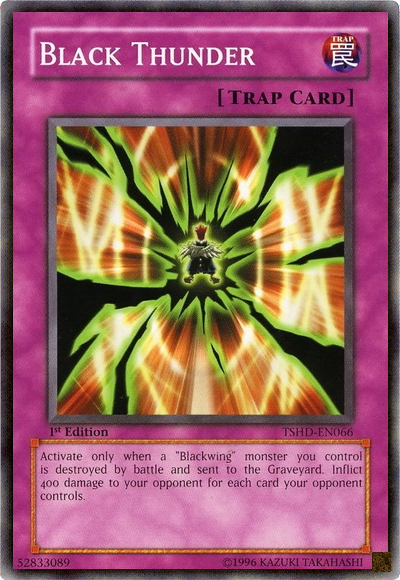 BLACK THUNDER
TRAP
罠
[TRAP CARD]
1st Edition
TSHD-EN066
Activate only when a "Blackwing" monster you control
is destroyed by battle and sent to the Graveyard. Inflict
400 damage to your opponent for each card your opponent
controls.
52833089
©1996 KAZUKI TAKAHASHI